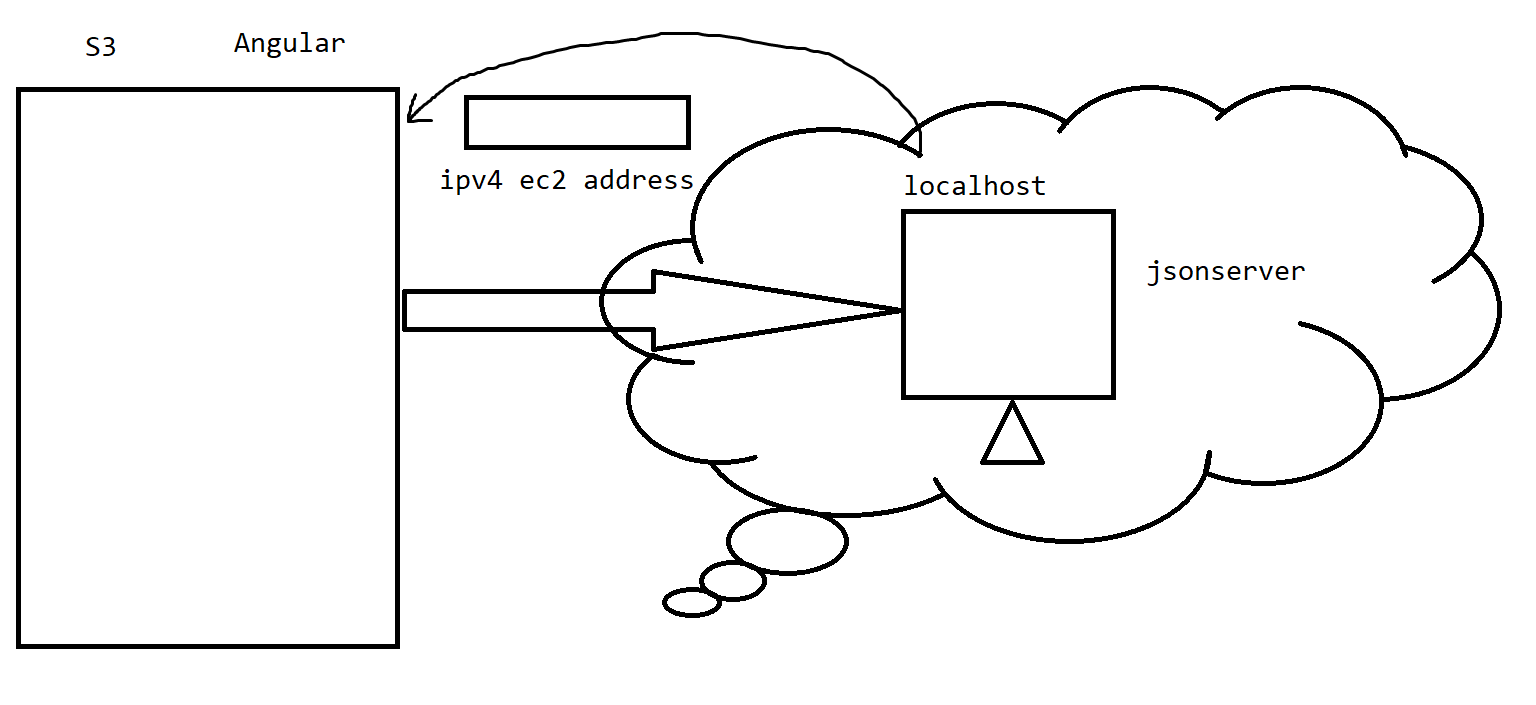 S3 Angular
ipv4 ec2 address
localhost
jsonserver